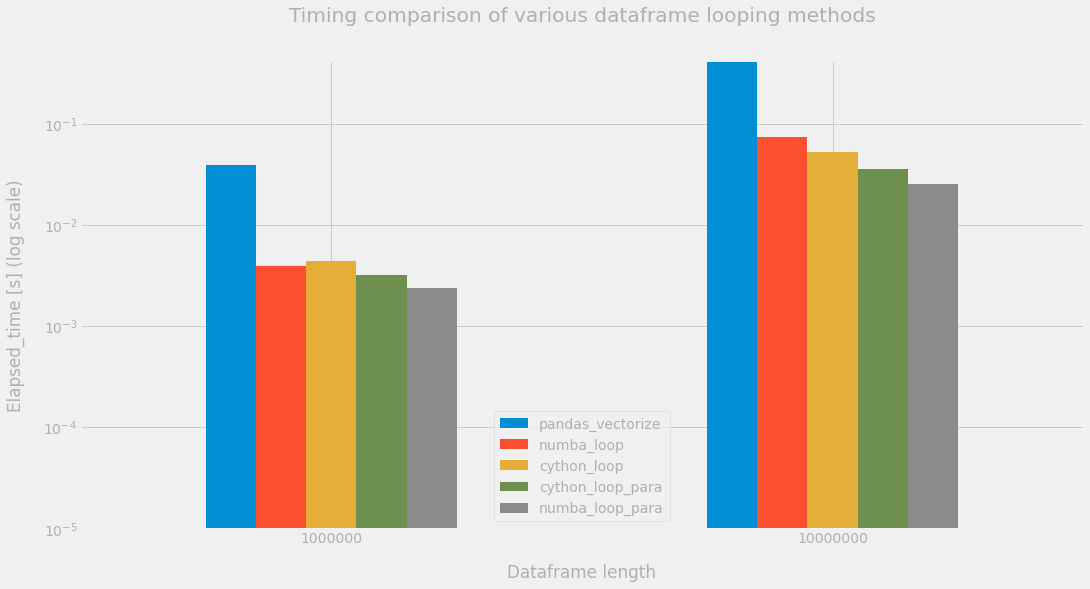 Timing comparison of various dataframe looping methods
Elapsed_time [s] (log scale)
10⁻¹
10⁻²
10⁻³
10⁻⁴
10⁻⁵
pandas_vectorize
numba_loop
cython_loop
cython_loop_para
numba_loop_para
1000000
10000000
Dataframe length